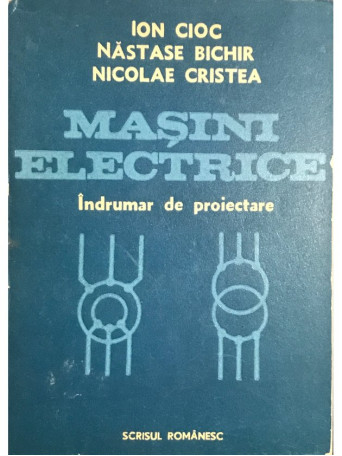 ION CIOC
NĂSTASE BICHIR
NICOLAE CRISTEA
MAȘINI
ELECTRICE
Îndrumar de proiectare
SCRISUL ROMÂNESC